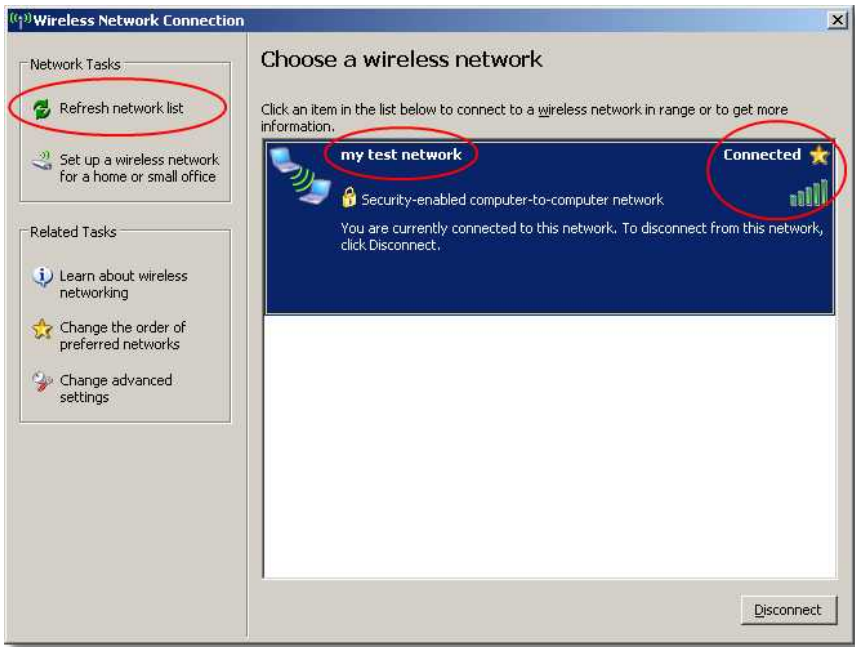 Wireless Network Connection
Network Tasks
Refresh network list
Set up a wireless network
for a home or small office
Related Tasks
Learn about wireless
networking
Change the order of
preferred networks
Change advanced
settings
Choose a wireless network
Click an item in the list below to connect to a wireless network in range or to get more
information.
my test network
Connected
Security-enabled computer-to-computer network
You are currently connected to this network. To disconnect from this network,
click Disconnect.
Disconnect